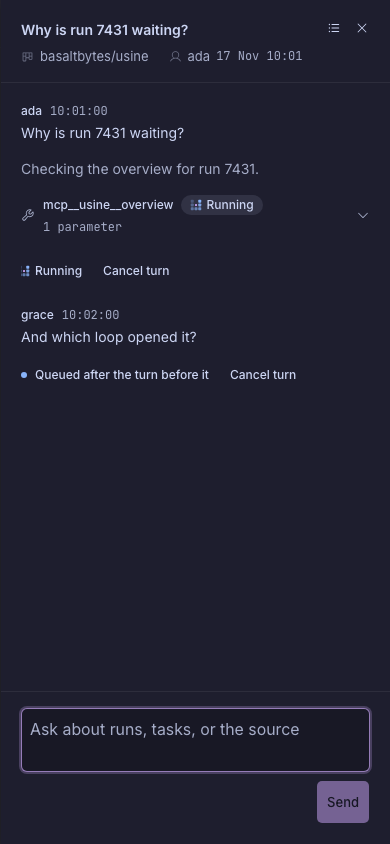 Why is run 7431 waiting?
basaltbytes/usine ada 17 Nov 10:01
ada 10:01:00
Why is run 7431 waiting?
Checking the overview for run 7431.
mcp__usine__overview Running
1 parameter
Running Cancel turn
grace 10:02:00
And which loop opened it?
Queued after the turn before it Cancel turn
Ask about runs, tasks, or the source
Send